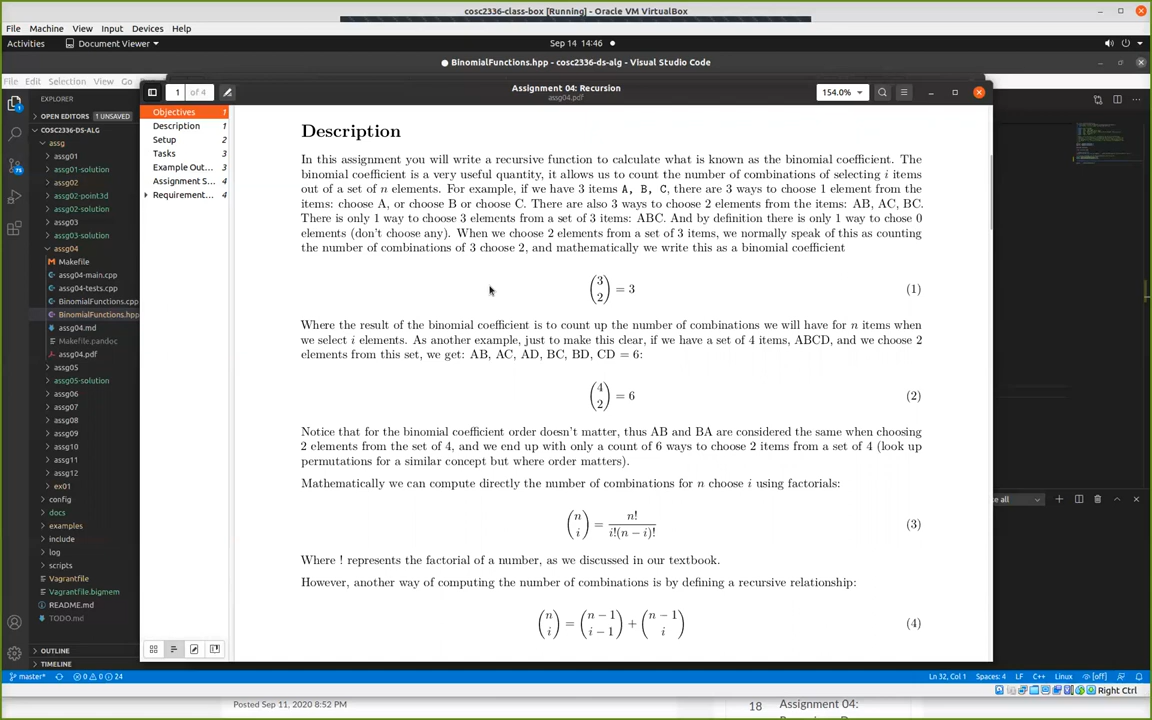 cosc2336-class-box [Running] - Oracle VM VirtualBox
File Machine View Input Devices Help
Activities Document Viewer Sep 14 14:46
● BinomialFunctions.hpp - cosc2336-ds-alg - Visual Studio Code
File Edit Selection View Go
1 of 4
Assignment 04: Recursion
assg04.pdf
154.0%
EXPLORER
OPEN EDITORS 1 UNSAVED
COSC2336-DS-ALG
assg
assg01
assg01-solution
assg02
assg02-point3d
assg02-solution
assg03
assg03-solution
assg04
Makefile
assg04-main.cpp
assg04-tests.cpp
BinomialFunctions.cpp
BinomialFunctions.hpp
assg04.md
Makefile.pandoc
assg04.pdf
assg05
assg05-solution
assg06
assg07
assg08
assg09
assg10
assg11
assg12
ex01
config
docs
examples
include
log
scripts
Vagrantfile
Vagrantfile.bigmem
README.md
TODO.md
OUTLINE
TIMELINE
Objectives 1
Description 1
Setup 2
Tasks 3
Example Out... 3
Assignment S... 4
Requiremen... 4
Description
In this assignment you will write a recursive function to calculate what is known as the binomial coefficient. The
binomial coefficient is a very useful quantity, it allows us to count the number of combinations of selecting i items
out of a set of n elements. For example, if we have 3 items A, B, C, there are 3 ways to choose 1 element from the
items: choose A, or choose B or choose C. There are also 3 ways to choose 2 elements from the items: AB, AC, BC.
There is only 1 way to choose 3 elements from a set of 3 items: ABC. And by definition there is only 1 way to chose 0
elements (don't choose any). When we choose 2 elements from a set of 3 items, we normally speak of as counting
the number of combinations of 3 choose 2, and mathematically we write this as a binomial coefficient
(3 2) = 3 (1)
Where the result of the binomial coefficient is to count up the number of combinations we will have for n items when
we select i elements. As another example, just to make this clear, if we have a set of 4 items, ABCD, and we choose 2
elements from this set, we get: AB, AC, AD, BC, BD, CD = 6:
(4 2) = 6 (2)
Notice that for the binomial coefficient order doesn't matter, thus AB and BA are considered the same when choosing
2 elements from the set of 4, and we end up with only a count of 6 ways to choose 2 items from a set of 4 (look up
permutations for a similar concept but where order matters).
Mathematically we can compute directly the number of combinations for n choose i using factorials:
(n i) = n! / i!(n − i)! (3)
Where ! represents the factorial of a number, as we discussed in our textbook.
However, another way of computing the number of combinations is by defining a recursive relationship:
(n i) = (n − 1 i − 1) + (n − 1 i) (4)
master* 0 0 24
Ln 32, Col 1 Spaces: 4 LF C++ Linux [off]
Right Ctrl
Posted Sep 11, 2020 8:52 PM
18 Assignment 04: